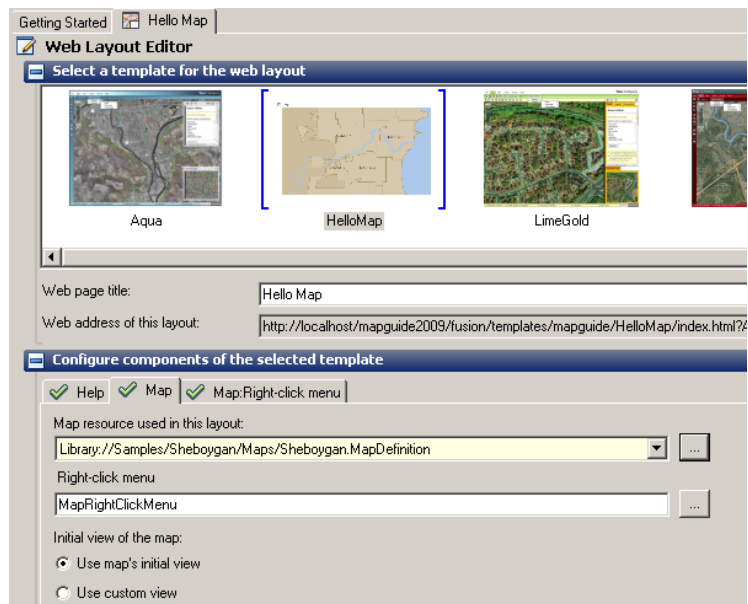 Getting Started Hello Map
Web Layout Editor
Select a template for the web layout
Aqua HelloMap LimeGold
Web page title: Hello Map
Web address of this layout: http://localhost/mapguide2009/fusion/templates/mapguide/HelloMap/index.html?A
Configure components of the selected template
Help Map Map:Right-click menu
Map resource used in this layout:
Library://Samples/Sheboygan/Maps/Sheboygan.MapDefinition ...
Right-click menu
MapRightClickMenu ...
Initial view of the map:
Use map's initial view
Use custom view